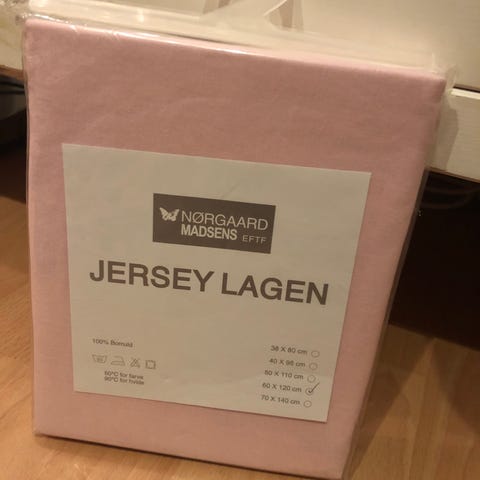 NØRGAARD
MADSENS EFTF
JERSEY LAGEN
100% Bomuld
60°C for farve
90°C for hvide
38 X 80 cm
40 X 98 cm
50 X 110 cm
60 X 120 cm
70 X 140 cm